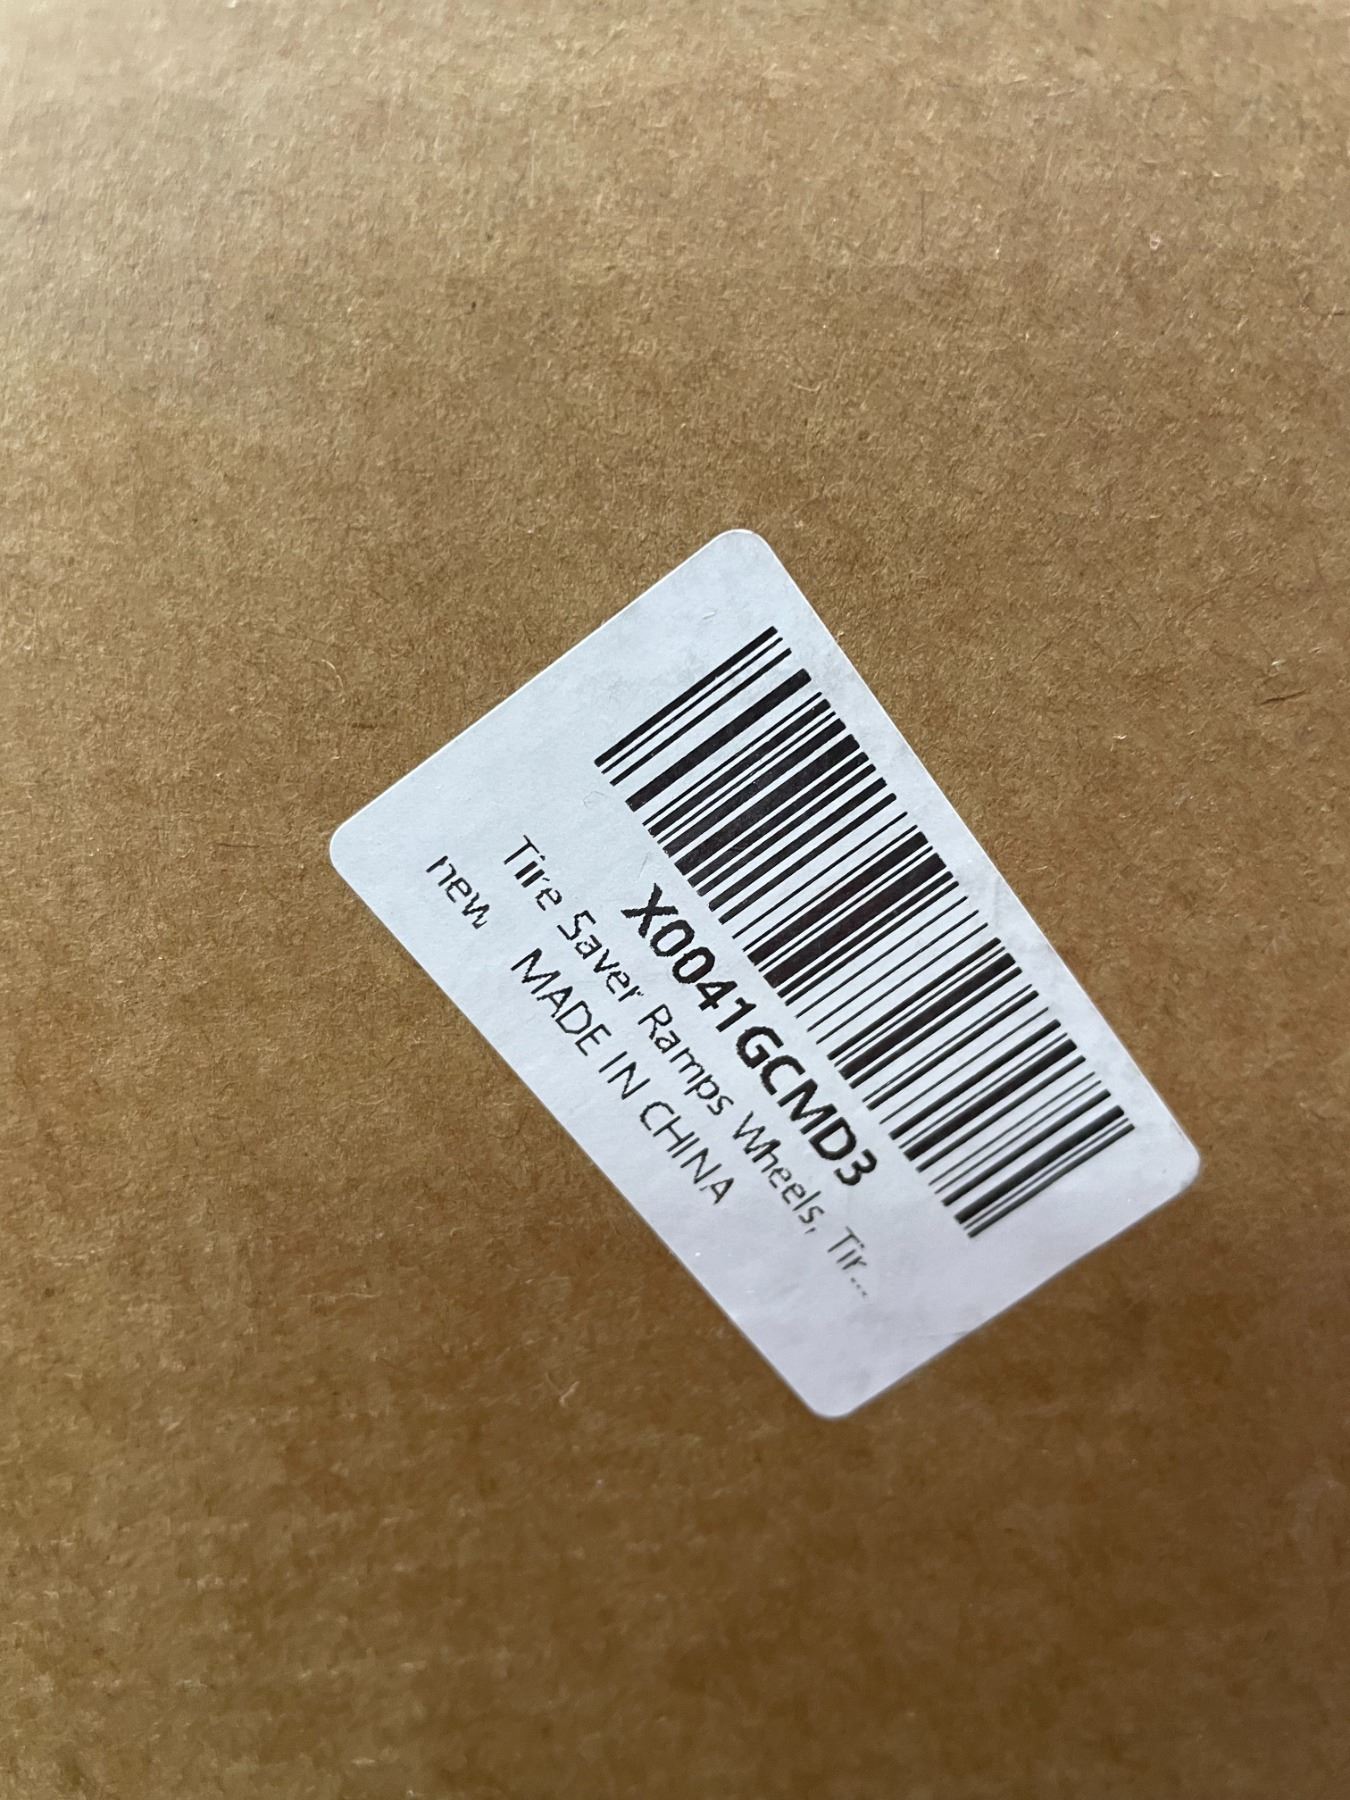 X0041GCMD3
Tire Saver Ramps Wheels, Tir...
new MADE IN CHINA